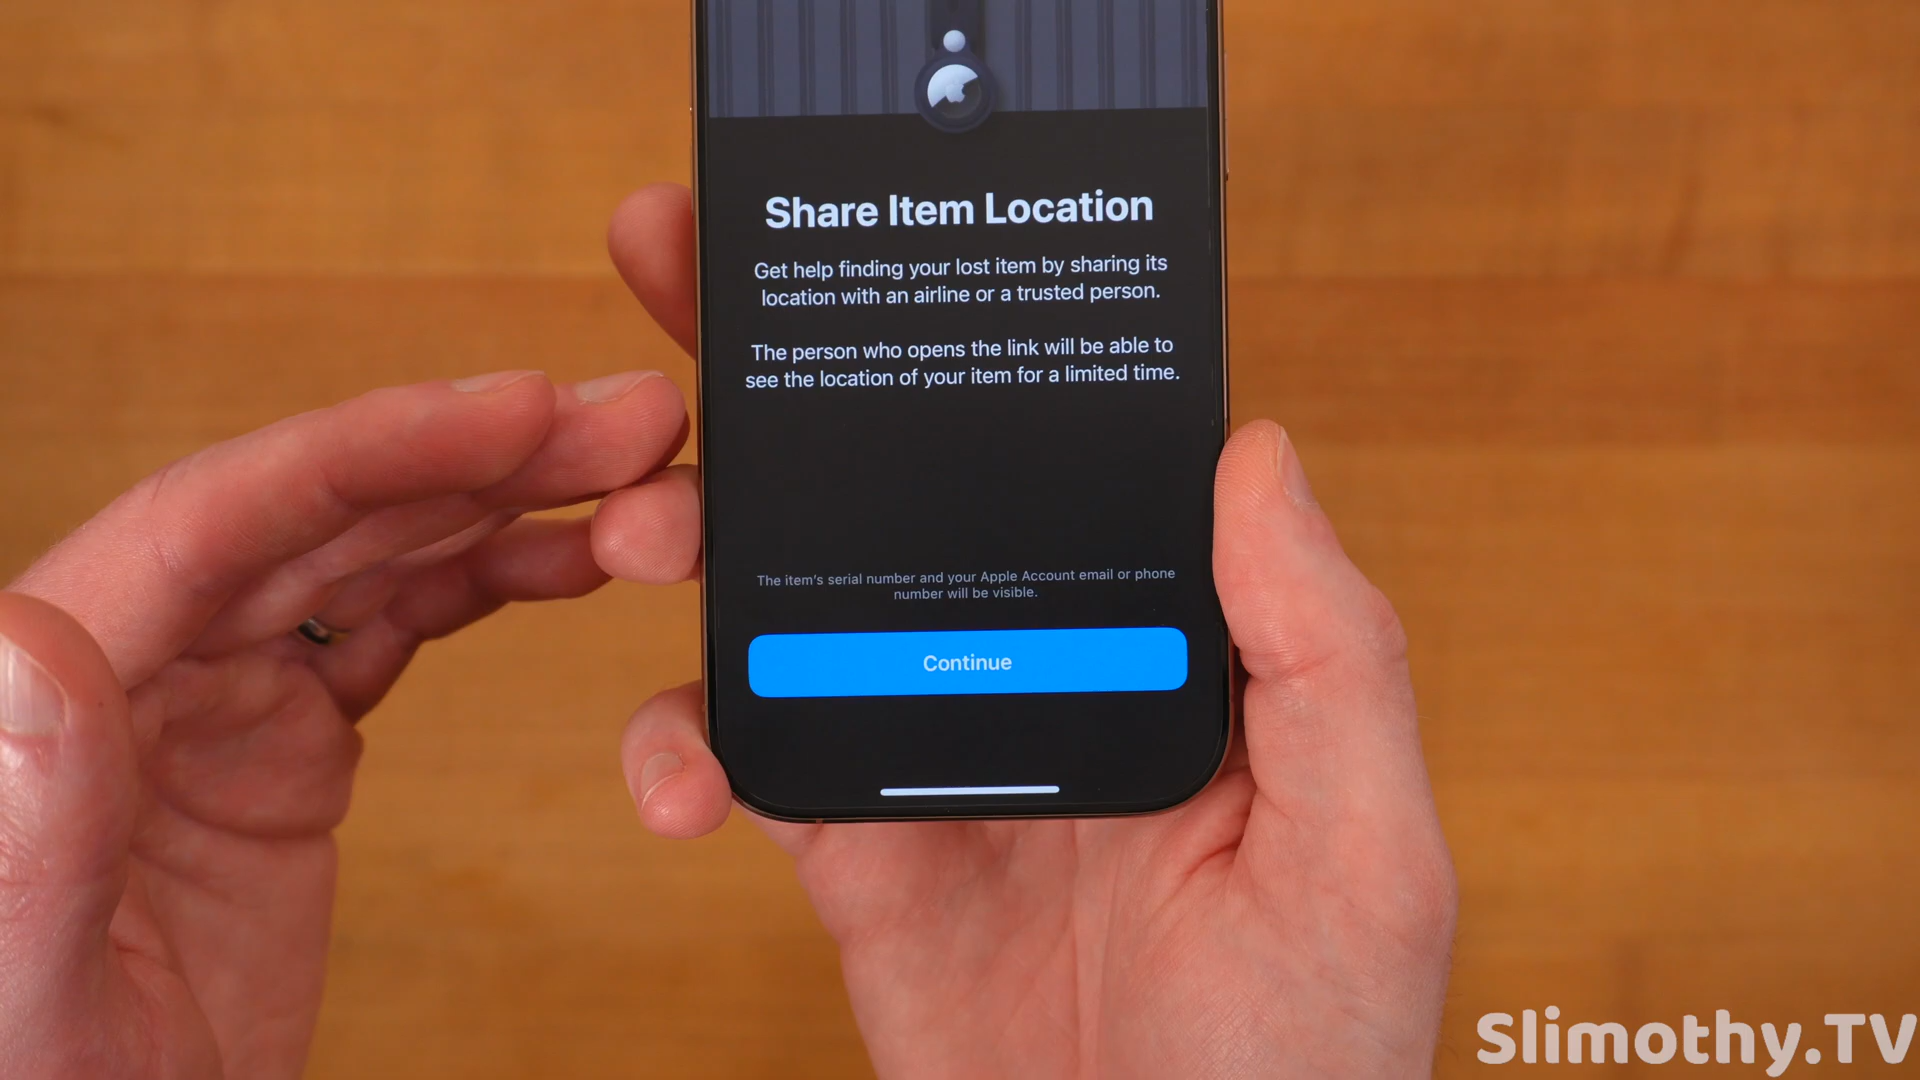 Share Item Location
Get help finding your lost item by sharing its
location with an airline or a trusted person.
The person who opens the link will be able to
see the location of your item for a limited time.
The item's serial number and your Apple Account email or phone
number will be visible.
Continue
Slimothy.TV